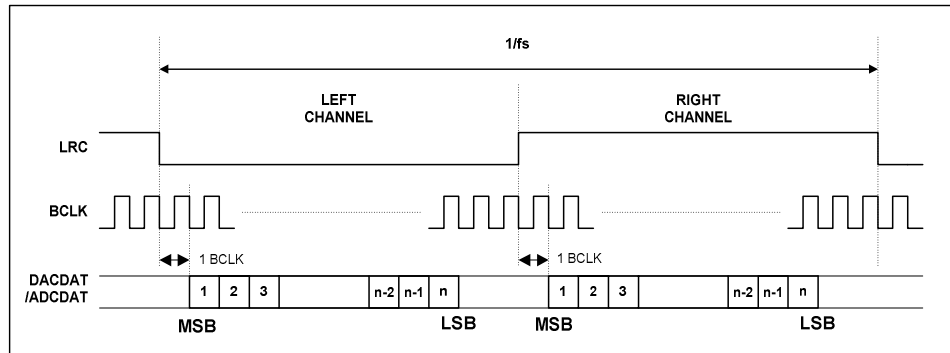 1/fs
LEFT
CHANNEL
RIGHT
CHANNEL
LRC
BCLK
1 BCLK
1 BCLK
DACDAT
/ADCDAT
1 2 3 n-2 n-1 n 1 2 3 n-2 n-1 n
MSB LSB MSB LSB